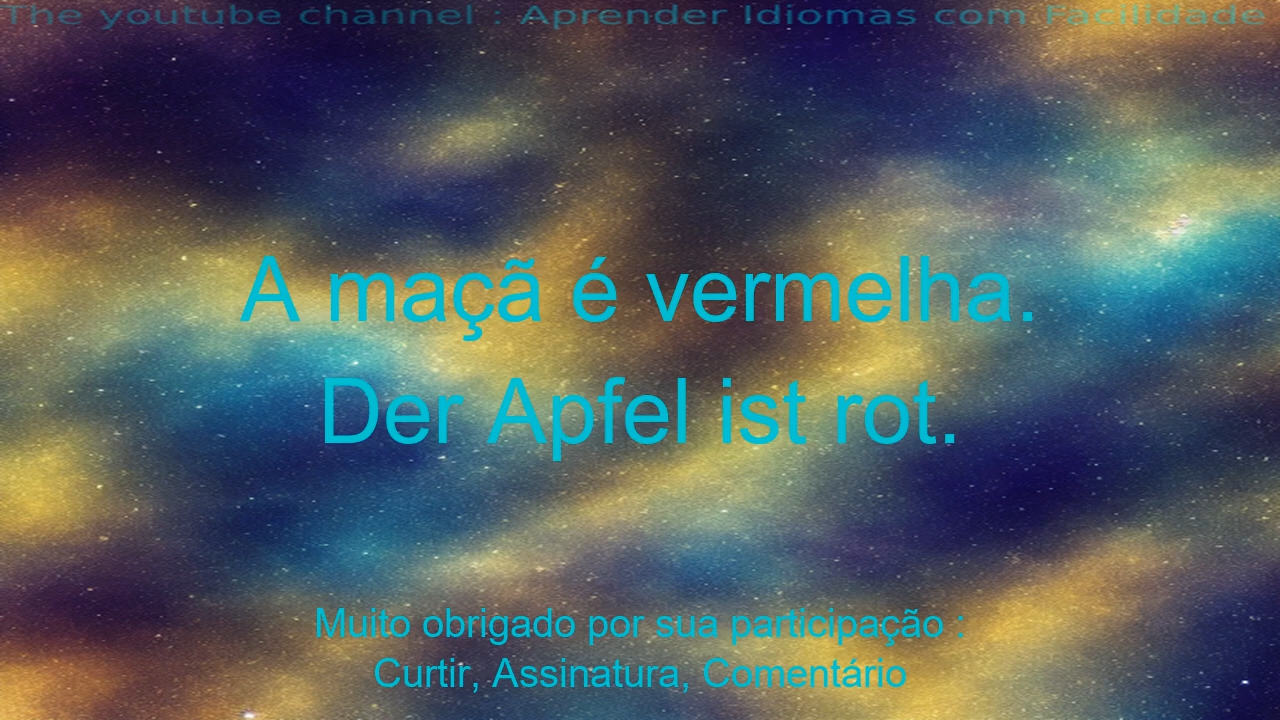 The youtube channel : Aprender Idiomas com Facilidade
A maçã é vermelha.
Der Apfel ist rot.
Muito obrigado por sua participação :
Curtir, Assinatura, Comentário